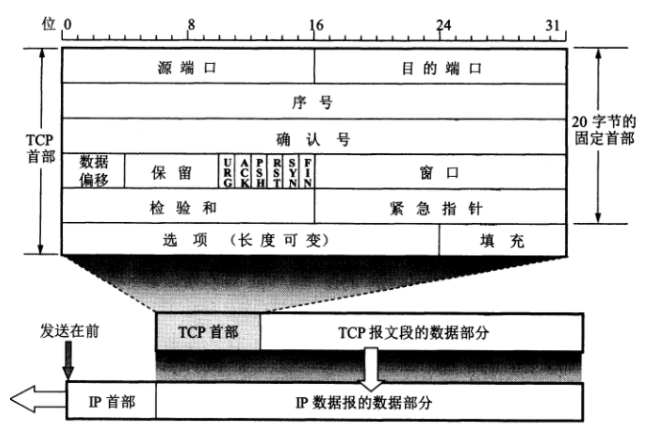 位 0 8 16 24 31
源端口 目的端口
序号
TCP
首部
20 字节的
固定首部
确认号
数据
偏移
保留
URG
ACK
PSH
RST
SYN
FIN
窗口
检验和 紧急指针
选项 (长度可变) 填充
发送在前
TCP 首部 TCP 报文段的数据部分
IP 首部 IP 数据报的数据部分